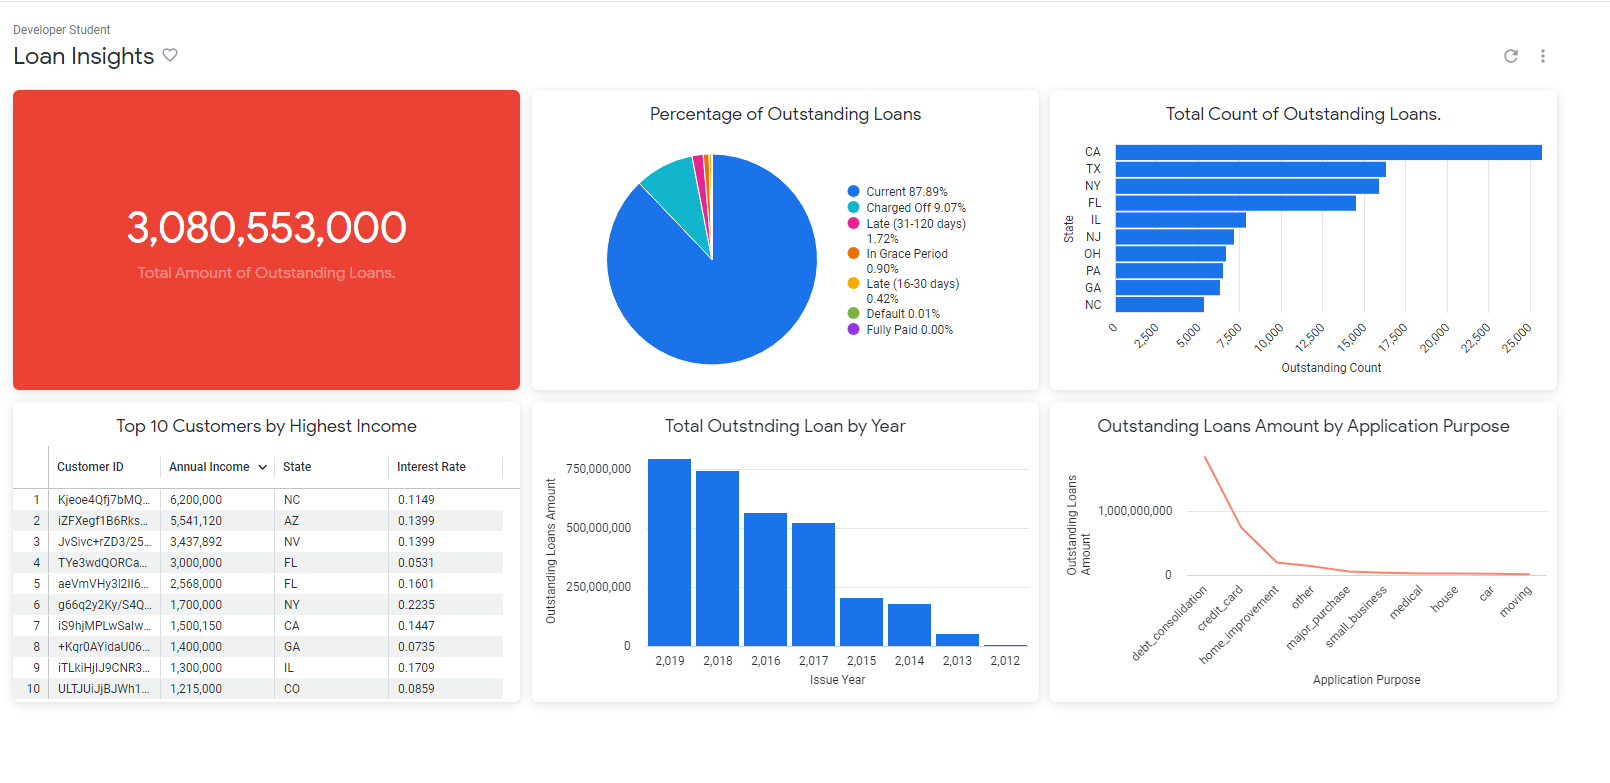 Developer Student
Loan Insights
3,080,553,000
Total Amount of Outstanding Loans.
Percentage of Outstanding Loans
Current 87.89%
Charged Off 9.07%
Late (31-120 days)
1.72%
In Grace Period
0.90%
Late (16-30 days)
0.42%
Default 0.01%
Fully Paid 0.00%
Total Count of Outstanding Loans.
State
CA
TX
NY
FL
IL
NJ
OH
PA
GA
NC
0 2,500 5,000 7,500 10,000 12,500 15,000 17,500 20,000 22,500 25,000
Outstanding Count
Top 10 Customers by Highest Income
Customer ID Annual Income State Interest Rate
1 Kjeoe4Qfj7bMQ... 6,200,000 NC 0.1149
2 iZFXegf1B6Rks... 5,541,120 AZ 0.1399
3 JvSivc+rZD3/25... 3,437,892 NV 0.1399
4 TYe3wdQORCa... 3,000,000 FL 0.0531
5 aeVmVHy3l2II6... 2,568,000 FL 0.1601
6 g66q2y2Ky/S4Q... 1,700,000 NY 0.2235
7 iS9hjMPLwSaIw... 1,500,150 CA 0.1447
8 +Kqr0AYidaU06... 1,400,000 GA 0.0735
9 iTLkiHjIJ9CNR3... 1,300,000 IL 0.1709
10 ULTJUiJjBJWh1... 1,215,000 CO 0.0859
Total Outstnding Loan by Year
Outstanding Loans Amount
750,000,000
500,000,000
250,000,000
0
2,019 2,018 2,016 2,017 2,015 2,014 2,013 2,012
Issue Year
Outstanding Loans Amount by Application Purpose
Outstanding Loans
Amount
1,000,000,000
0
debt_consolidation credit_card home_improvement other major_purchase small_business medical house car moving
Application Purpose